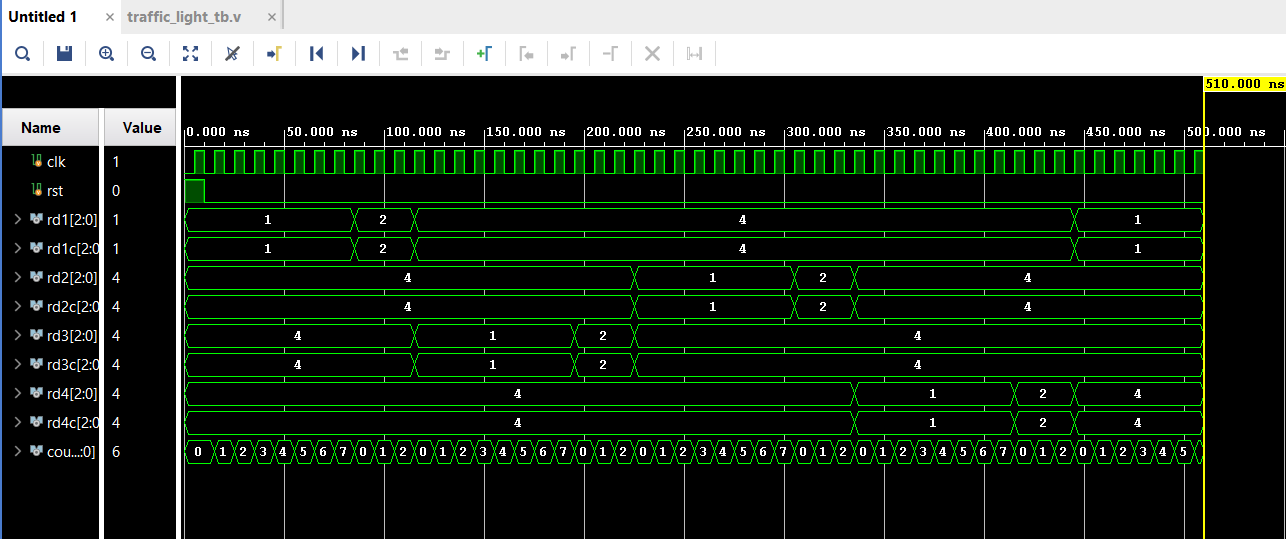 Untitled 1 × traffic_light_tb.v ×
510.000 ns
Name Value
0.000 ns 50.000 ns 100.000 ns 150.000 ns 200.000 ns 250.000 ns 300.000 ns 350.000 ns 400.000 ns 450.000 ns 500.000 ns
clk 1
rst 0
rd1[2:0] 1 1 2 4 1
rd1c[2:0 1 1 2 4 1
rd2[2:0] 4 4 1 2 4
rd2c[2:0 4 4 1 2 4
rd3[2:0] 4 4 1 2 4
rd3c[2:0 4 4 1 2 4
rd4[2:0] 4 4 1 2 4
rd4c[2:0 4 4 1 2 4
cou...:0] 6 0 1 2 3 4 5 6 7 0 1 2 0 1 2 3 4 5 6 7 0 1 2 0 1 2 3 4 5 6 7 0 1 2 0 1 2 3 4 5 6 7 0 1 2 0 1 2 3 4 5